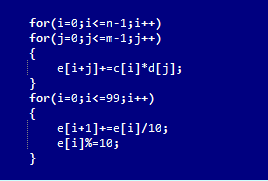 for(i=0;i<=n-1;i++)
for(j=0;j<=m-1;j++)
{
e[i+j]+=c[i]*d[j];
}
for(i=0;i<=99;i++)
{
e[i+1]+=e[i]/10;
e[i]%=10;
}